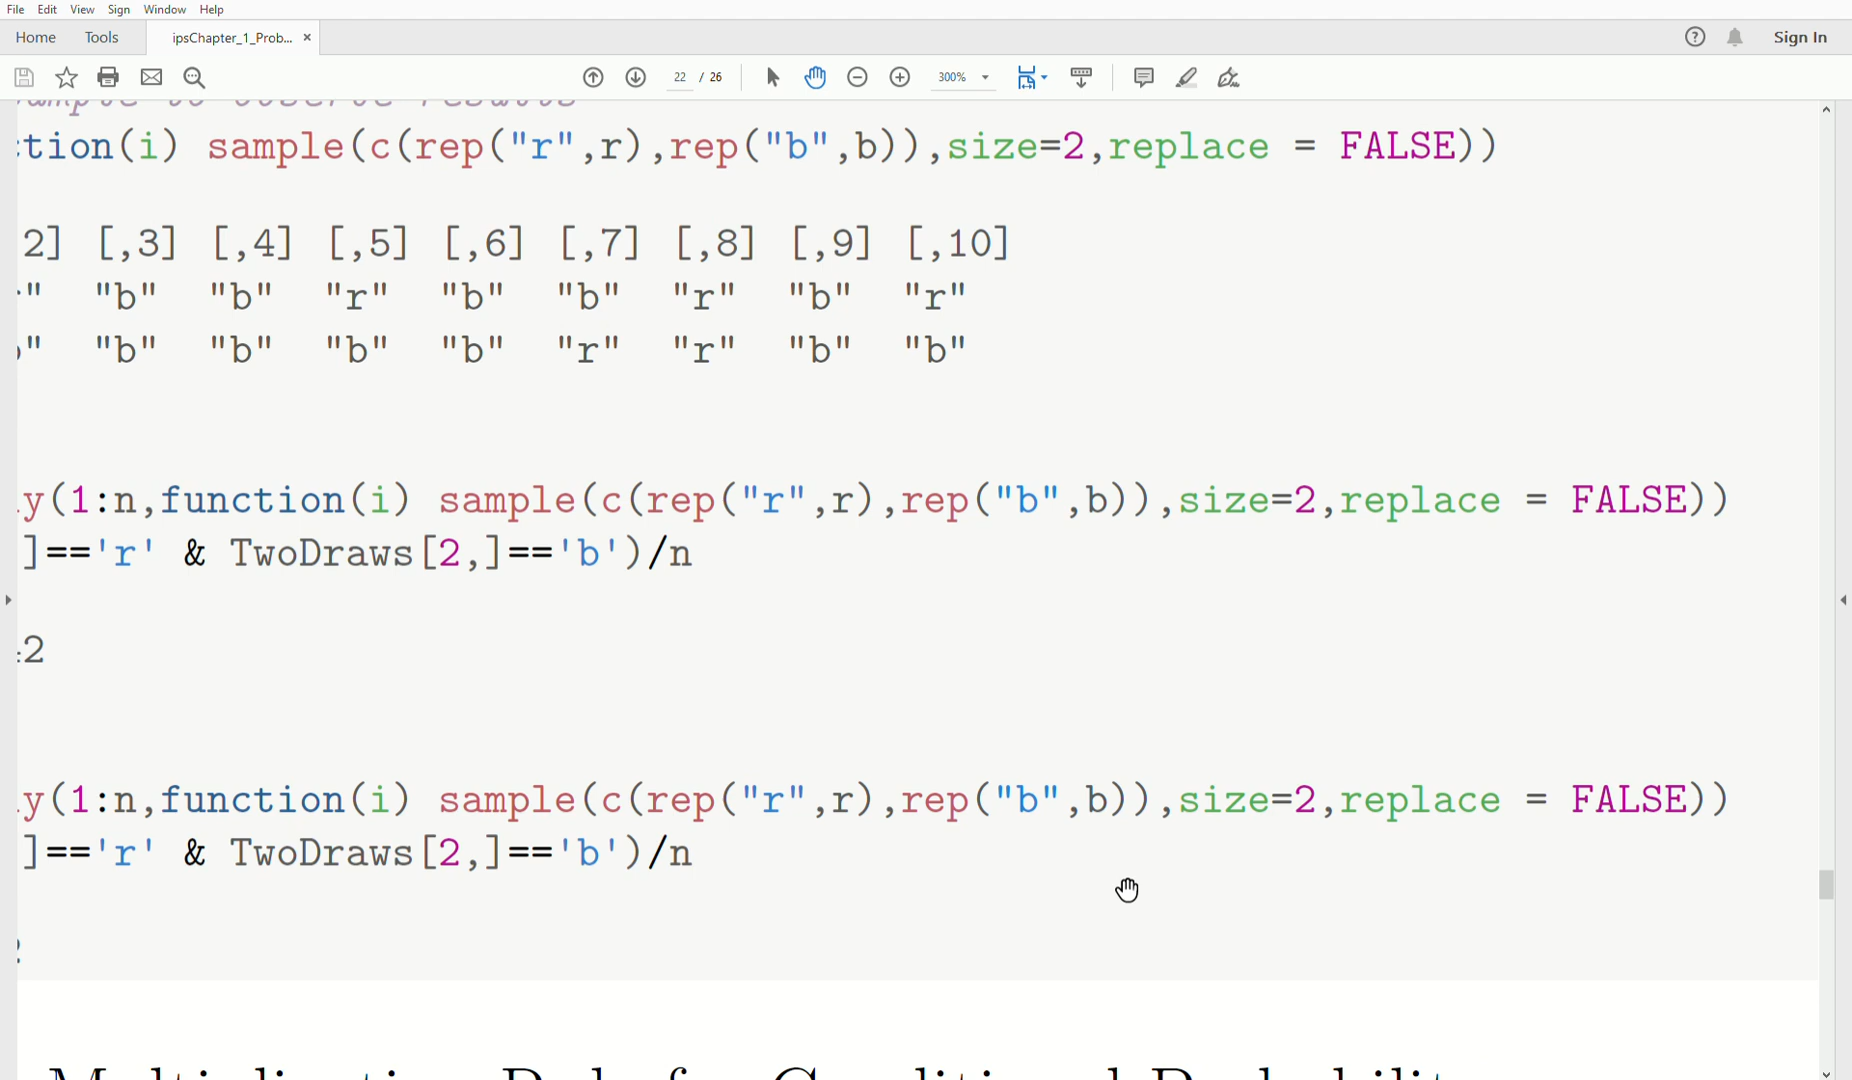 File Edit View Sign Window Help
Home Tools ipsChapter_1_Prob... × Sign In
22 / 26 300%
ction(i) sample(c(rep("r",r),rep("b",b)),size=2,replace = FALSE))
2] [,3] [,4] [,5] [,6] [,7] [,8] [,9] [,10]
" "b" "b" "r" "b" "b" "r" "b" "r"
" "b" "b" "b" "b" "r" "r" "b" "b"
y(1:n,function(i) sample(c(rep("r",r),rep("b",b)),size=2,replace = FALSE))
]=='r' & TwoDraws[2,]=='b')/n
2
y(1:n,function(i) sample(c(rep("r",r),rep("b",b)),size=2,replace = FALSE))
]=='r' & TwoDraws[2,]=='b')/n